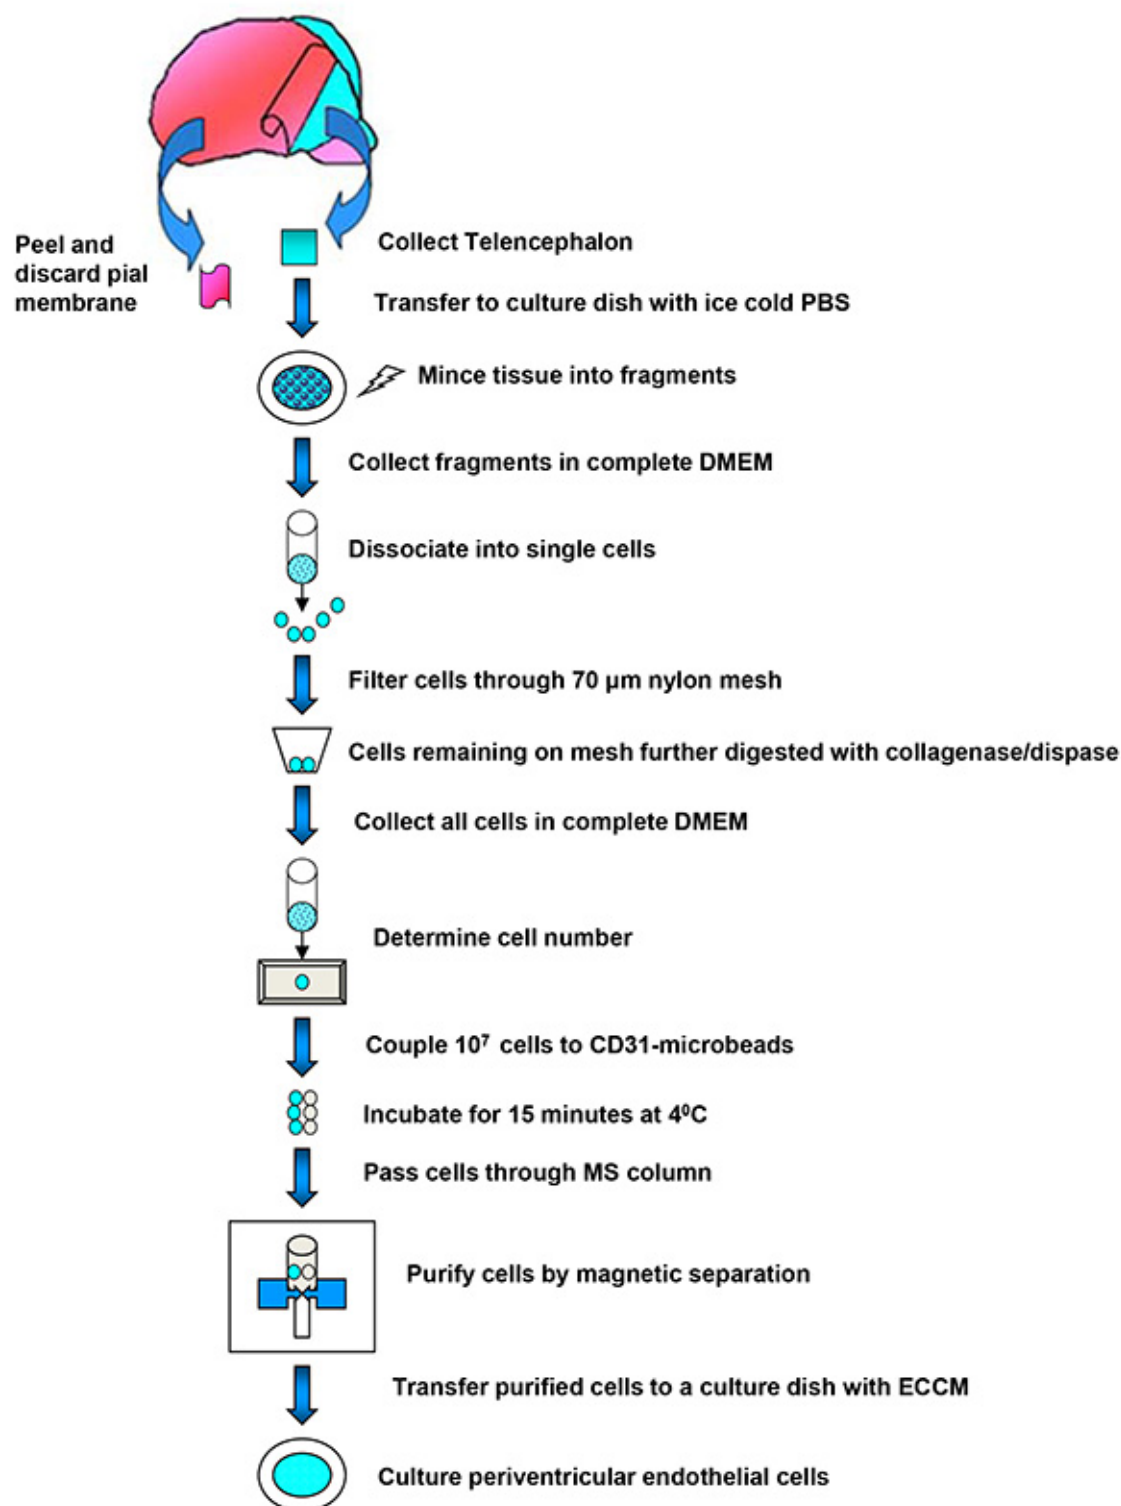 Peel and
discard pial
membrane
Collect Telencephalon
Transfer to culture dish with ice cold PBS
Mince tissue into fragments
Collect fragments in complete DMEM
Dissociate into single cells
Filter cells through 70 µm nylon mesh
Cells remaining on mesh further digested with collagenase/dispase
Collect all cells in complete DMEM
Determine cell number
Couple 10⁷ cells to CD31-microbeads
Incubate for 15 minutes at 4⁰C
Pass cells through MS column
Purify cells by magnetic separation
Transfer purified cells to a culture dish with ECCM
Culture periventricular endothelial cells